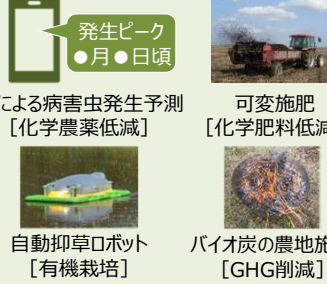 発生ピーク
●月●日頃
による病害虫発生予測
[化学農薬低減]
可変施肥
[化学肥料低減
自動抑草ロボット
[有機栽培]
バイオ炭の農地施
[GHG削減]